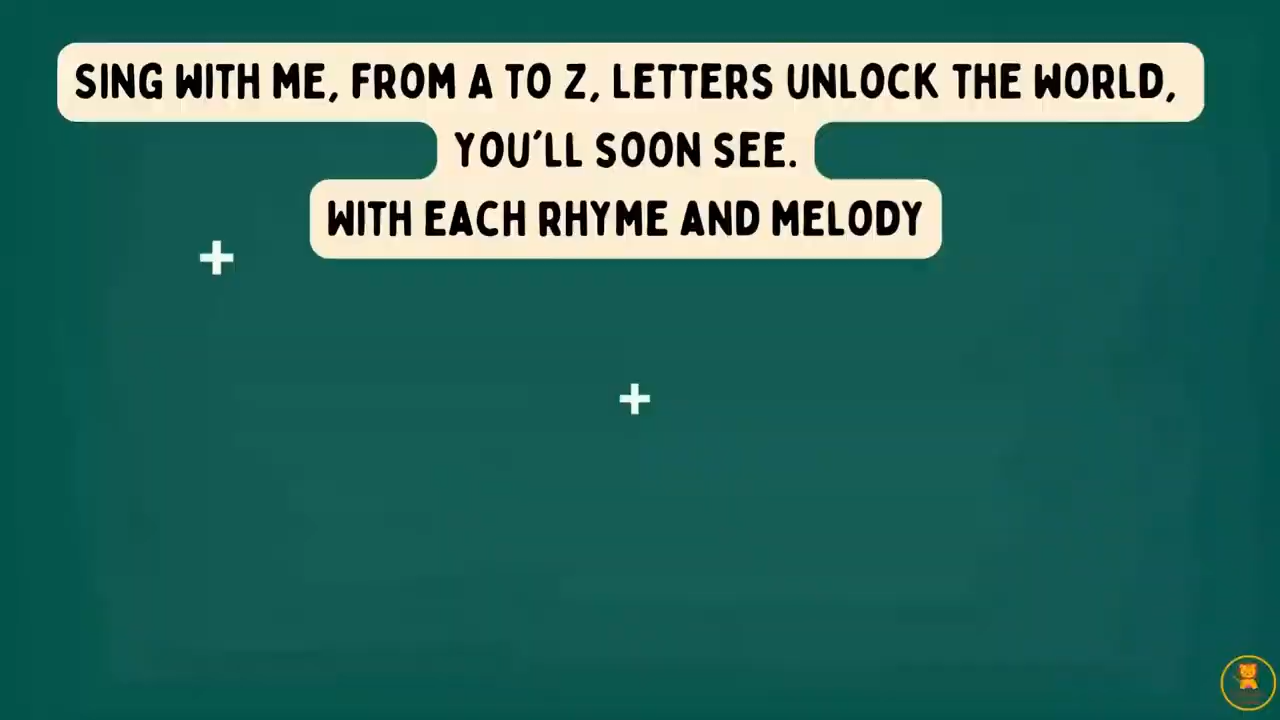 SING WITH ME, FROM A TO Z, LETTERS UNLOCK THE WORLD,
YOU'LL SOON SEE.
WITH EACH RHYME AND MELODY